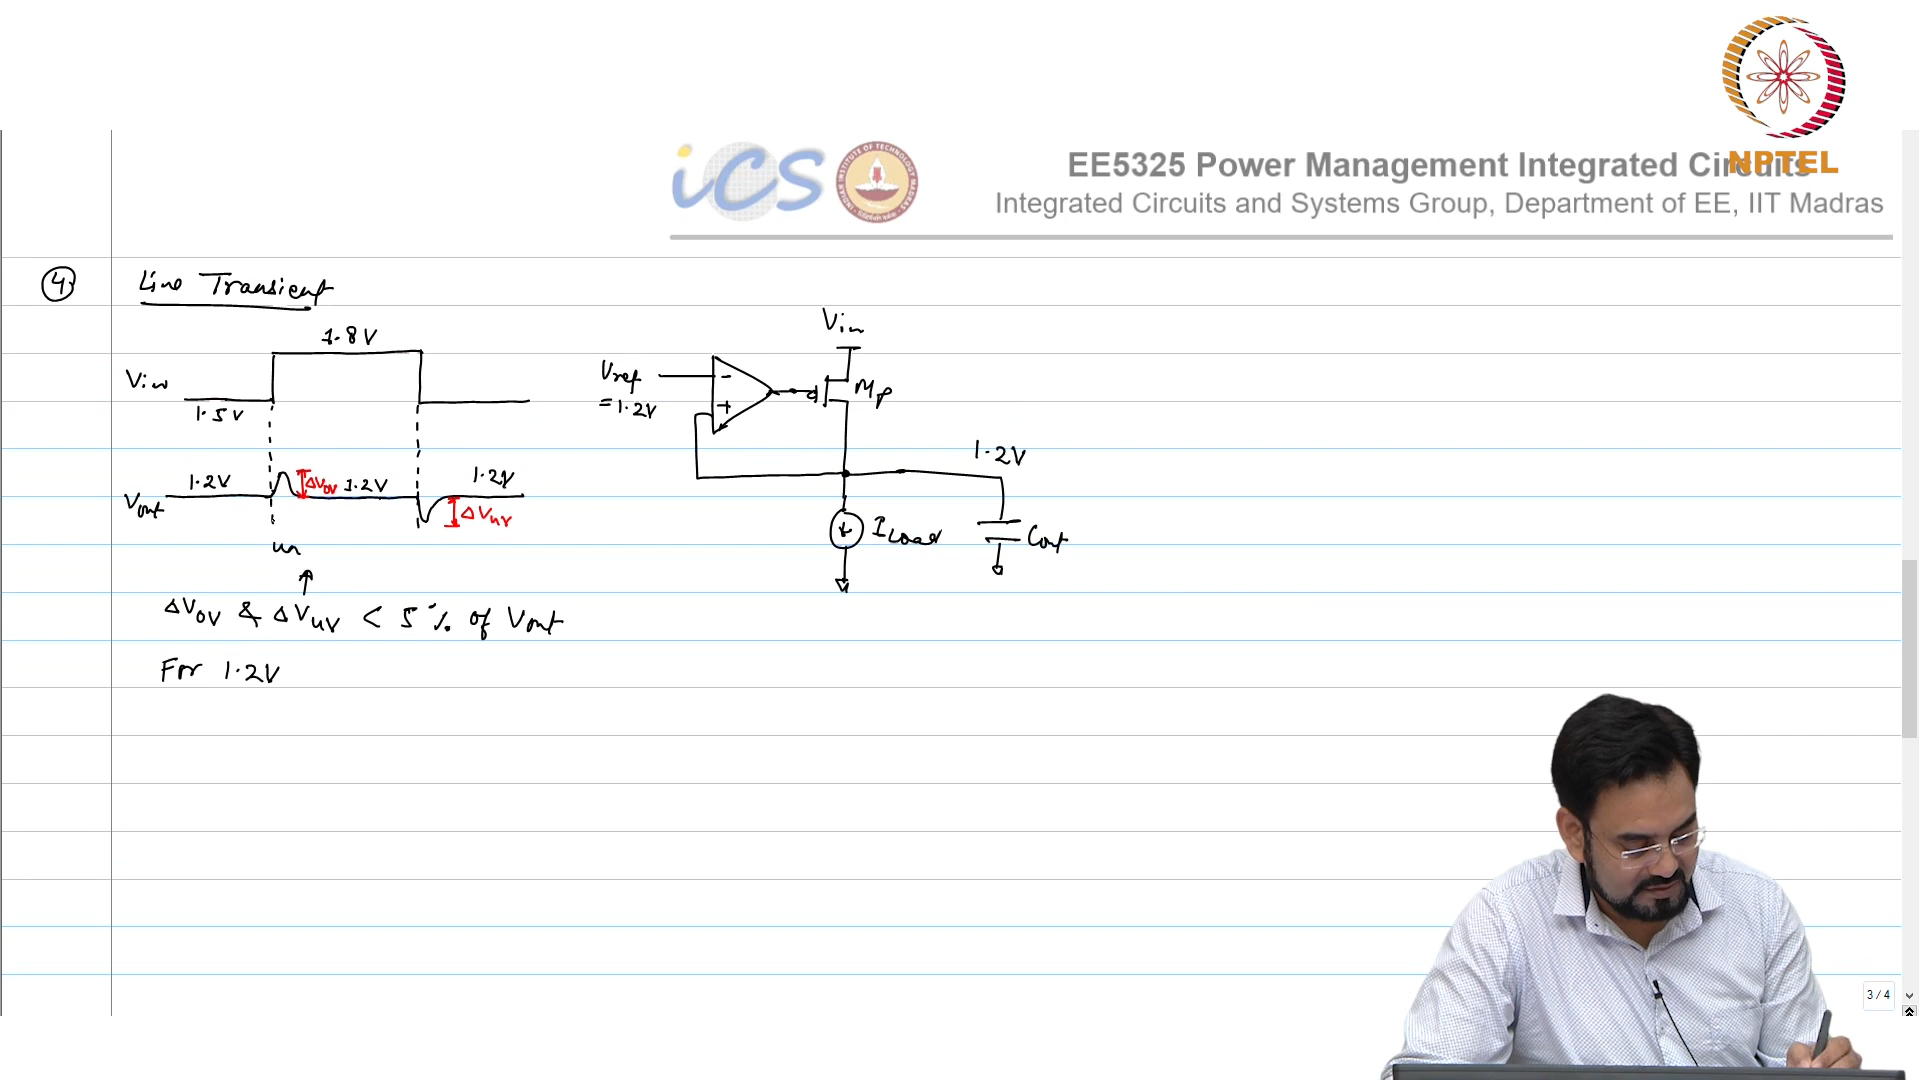 NPTEL
iCS
EE5325 Power Management Integrated Circuits
Integrated Circuits and Systems Group, Department of EE, IIT Madras
4
Line Transient
1.8V
Vin
1.5V
1.2V
ΔVov 1.2V
1.2V
Vout
ΔVuv
ΔVov & ΔVuv < 5% of Vout
For 1.2V
Vin
Vref
= 1.2V
-
+
Mp
1.2V
ILoad
Cout
3 / 4